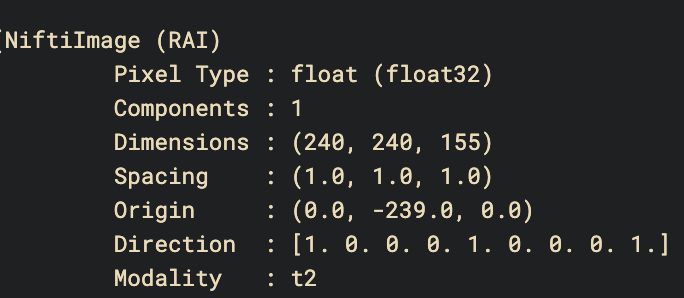 [NiftiImage (RAI)
Pixel Type : float (float32)
Components : 1
Dimensions : (240, 240, 155)
Spacing : (1.0, 1.0, 1.0)
Origin : (0.0, -239.0, 0.0)
Direction : [1. 0. 0. 0. 1. 0. 0. 0. 1.]
Modality : t2